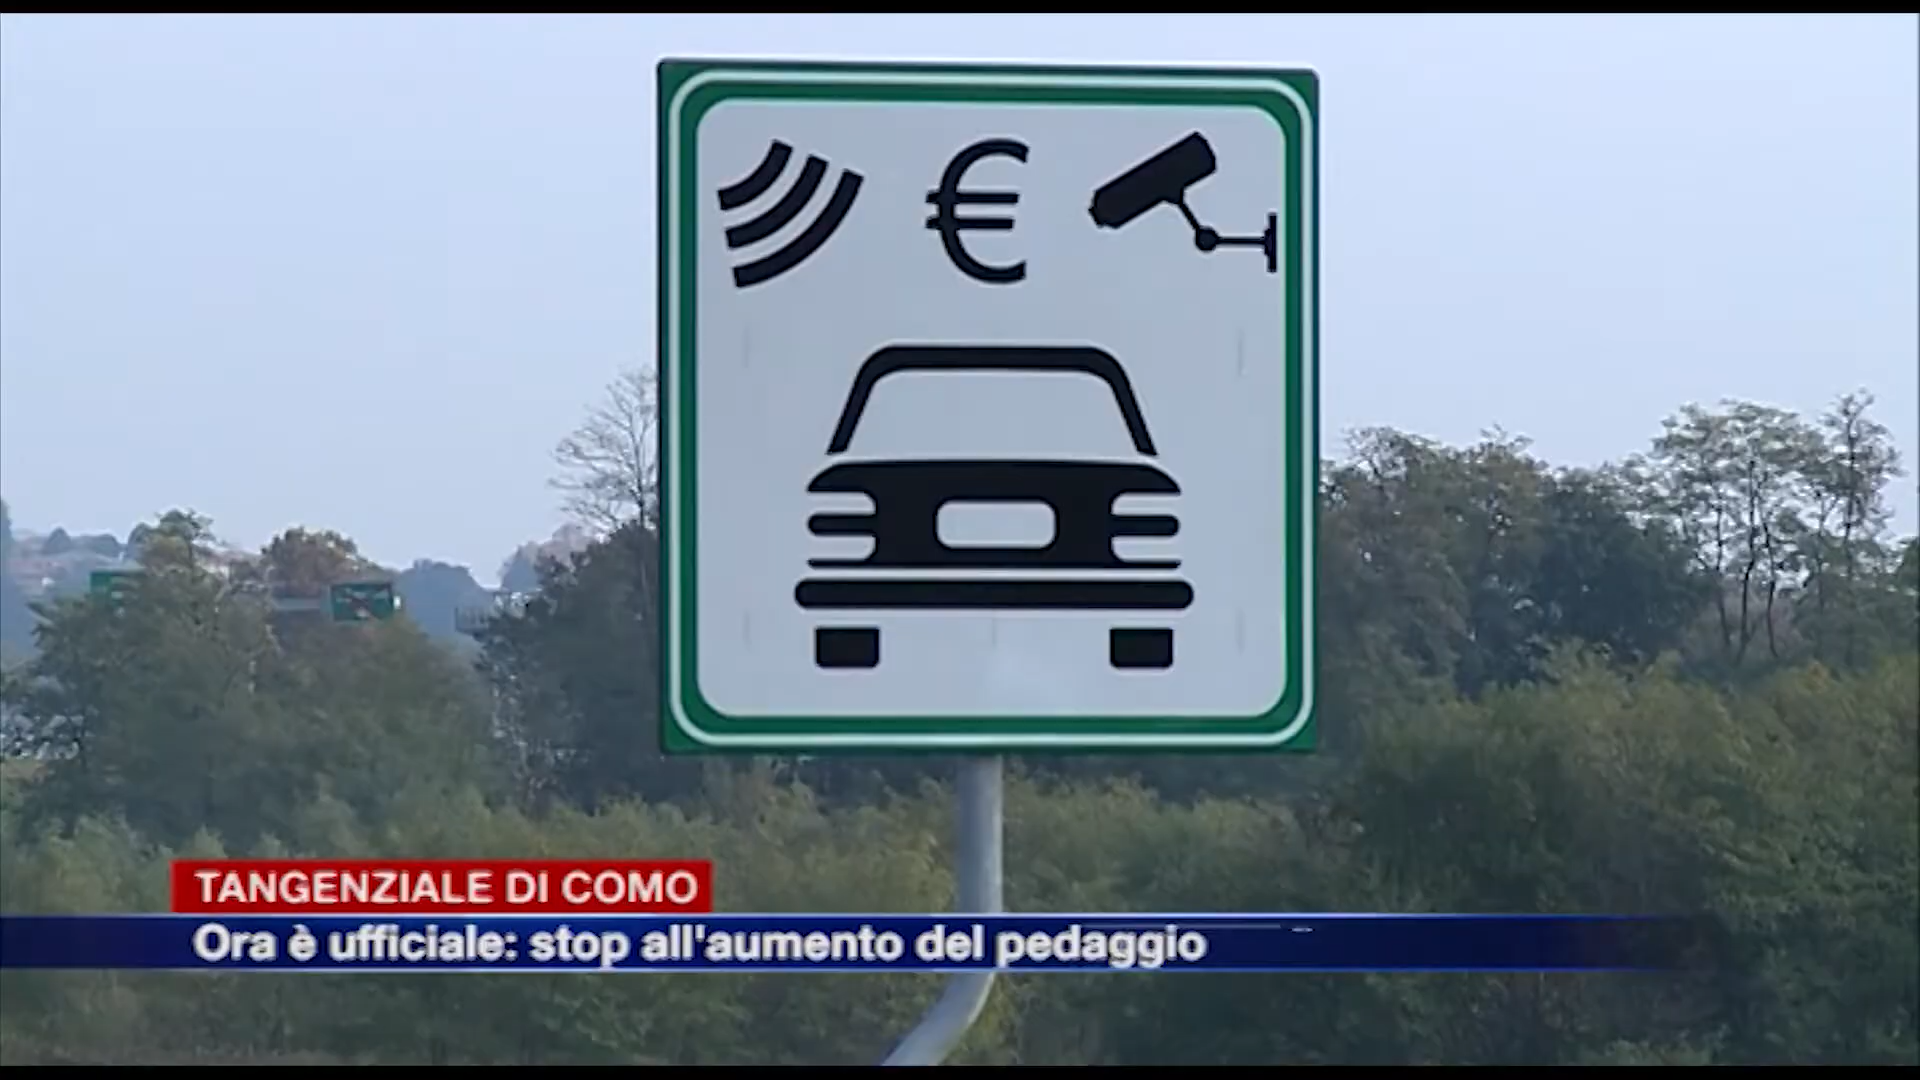 €
TANGENZIALE DI COMO
Ora è ufficiale: stop all'aumento del pedaggio